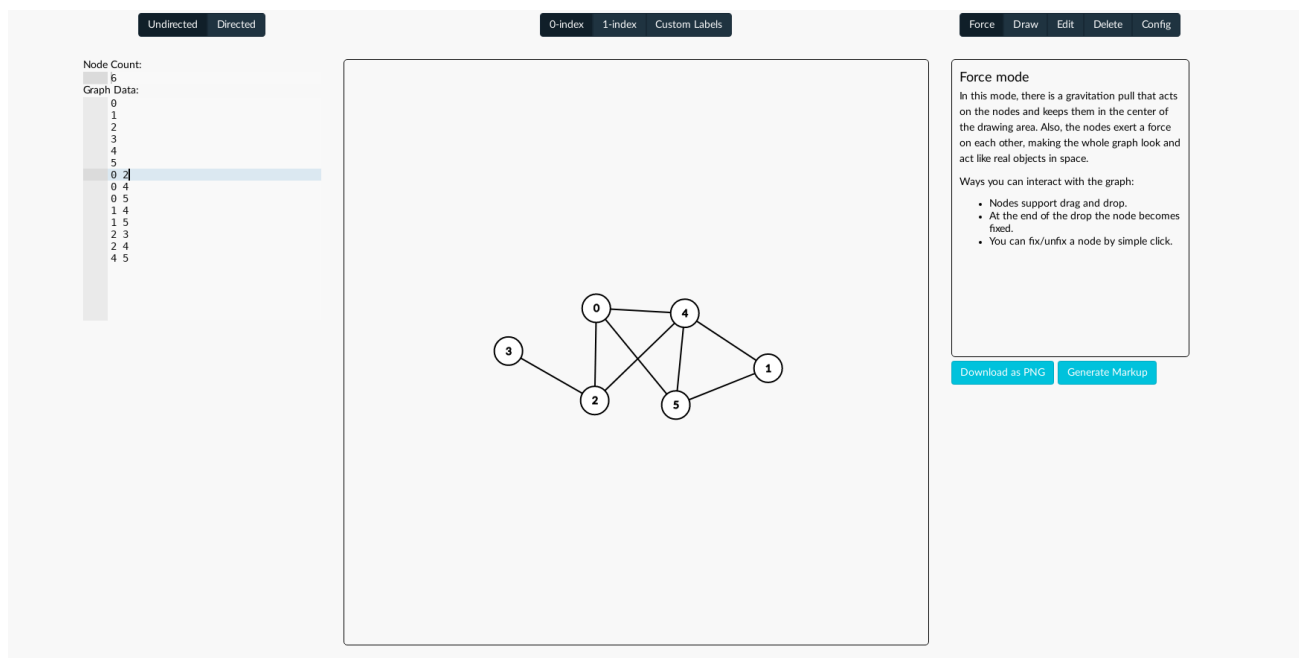 Undirected Directed
0-index 1-index Custom Labels
Force Draw Edit Delete Config
Node Count:
6
Graph Data:
0
1
2
3
4
5
0 2
0 4
0 5
1 4
1 5
2 3
2 4
4 5
0
4
3
1
2
5
Force mode
In this mode, there is a gravitation pull that acts
on the nodes and keeps them in the center of
the drawing area. Also, the nodes exert a force
on each other, making the whole graph look and
act like real objects in space.
Ways you can interact with the graph:
• Nodes support drag and drop.
• At the end of the drop the node becomes
fixed.
• You can fix/unfix a node by simple click.
Download as PNG Generate Markup